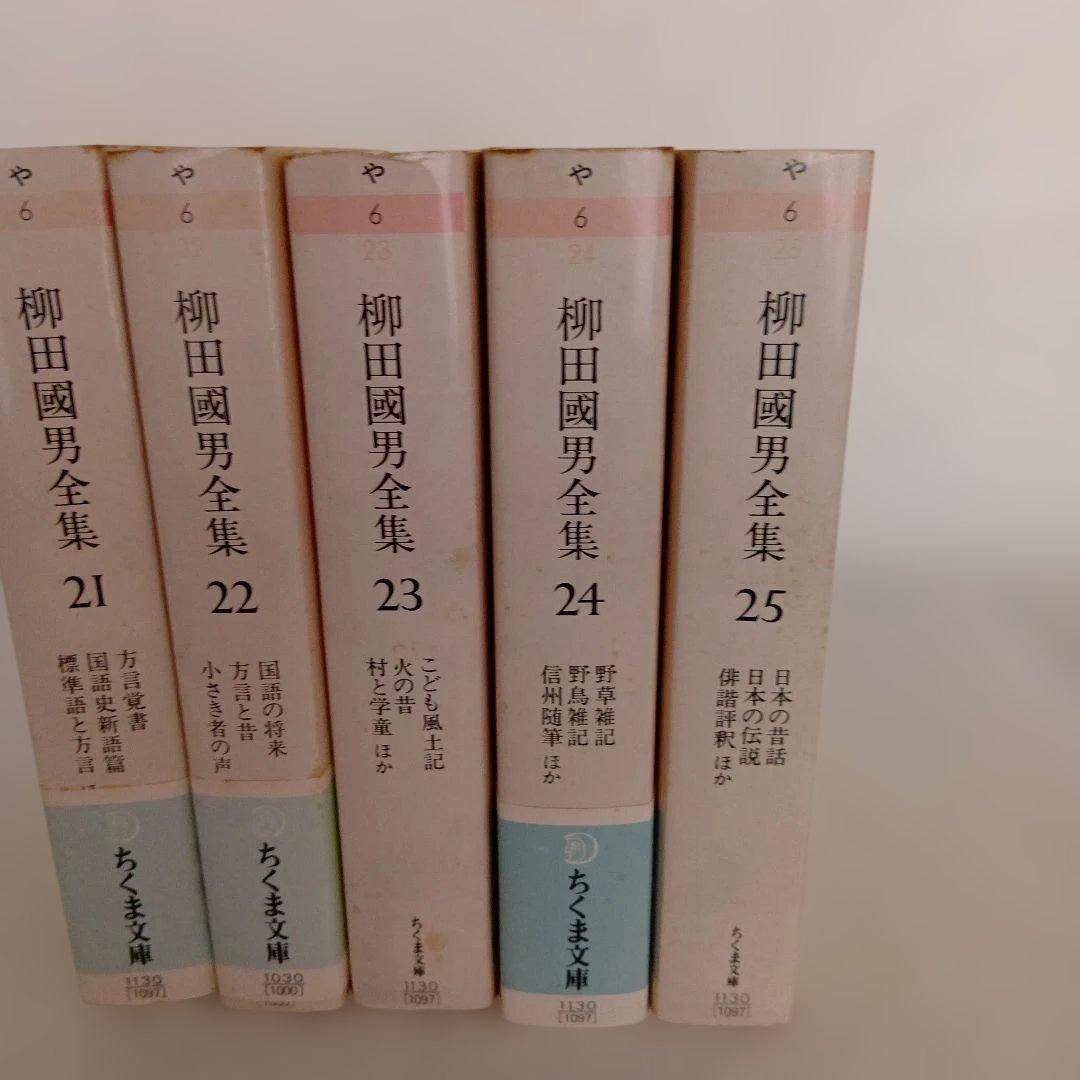 や
6
柳田國男全集
21
方言覚書
国語史新語篇
標準語と方言
ちくま文庫
1130
[1097]
や
6
22
柳田國男全集
22
国語の将来
方言と昔
小さき者の声
ちくま文庫
1030
[1000]
や
6
23
柳田國男全集
23
こども風土記
火の昔
村と学童 ほか
ちくま文庫
1130
[1097]
や
6
24
柳田國男全集
24
野草雑記
野鳥雑記
信州随筆 ほか
ちくま文庫
1130
[1097]
や
6
25
柳田國男全集
25
日本の昔話
日本の伝説
俳諧評釈 ほか
ちくま文庫
1130
[1097]